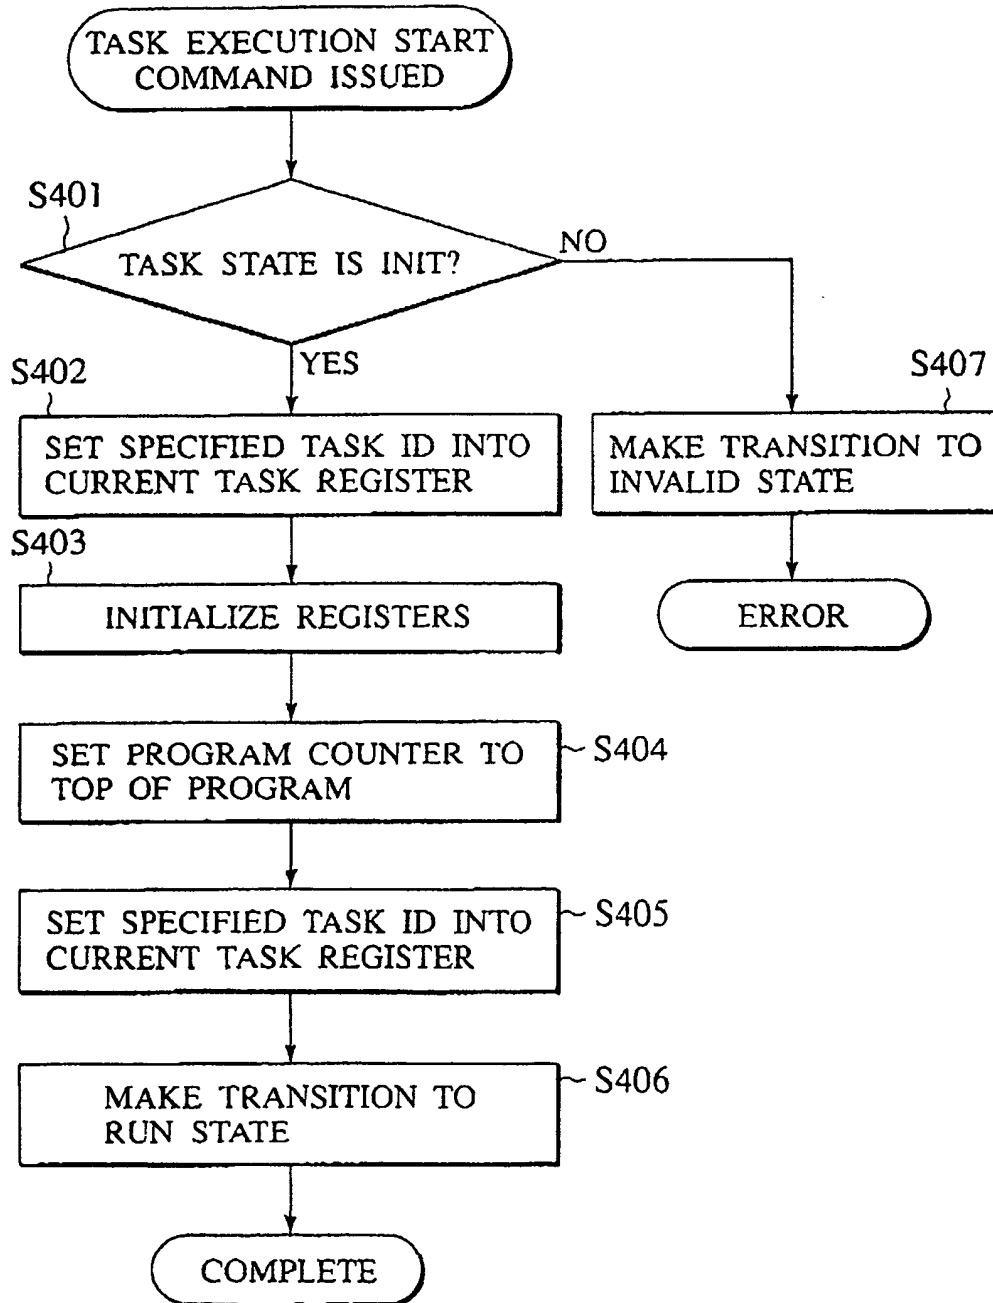 TASK EXECUTION START
COMMAND ISSUED
S401
TASK STATE IS INIT?
NO
YES
S402
SET SPECIFIED TASK ID INTO
CURRENT TASK REGISTER
S407
MAKE TRANSITION TO
INVALID STATE
S403
INITIALIZE REGISTERS
ERROR
SET PROGRAM COUNTER TO
TOP OF PROGRAM
S404
SET SPECIFIED TASK ID INTO
CURRENT TASK REGISTER
S405
MAKE TRANSITION TO
RUN STATE
S406
COMPLETE